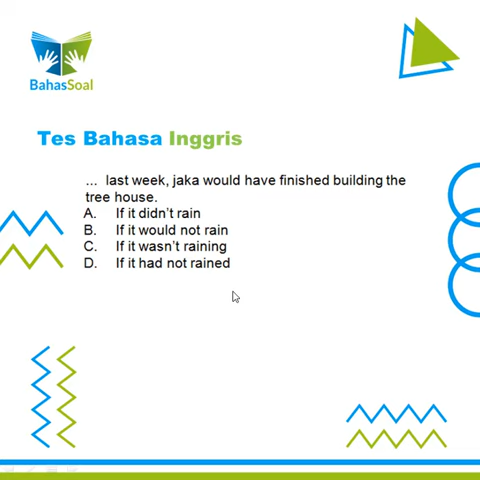 BahasSoal
Tes Bahasa Inggris
... last week, jaka would have finished building the
tree house.
A. If it didn't rain
B. If it would not rain
C. If it wasn't raining
D. If it had not rained